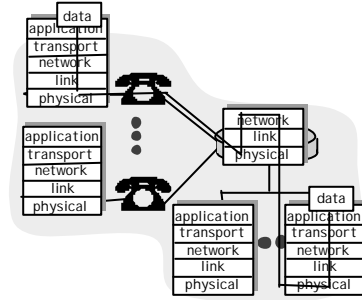 data
application
transport
network
link
physical
application
transport
network
link
physical
network
link
physical
application
transport
network
link
physical
data
application
transport
network
link
physical